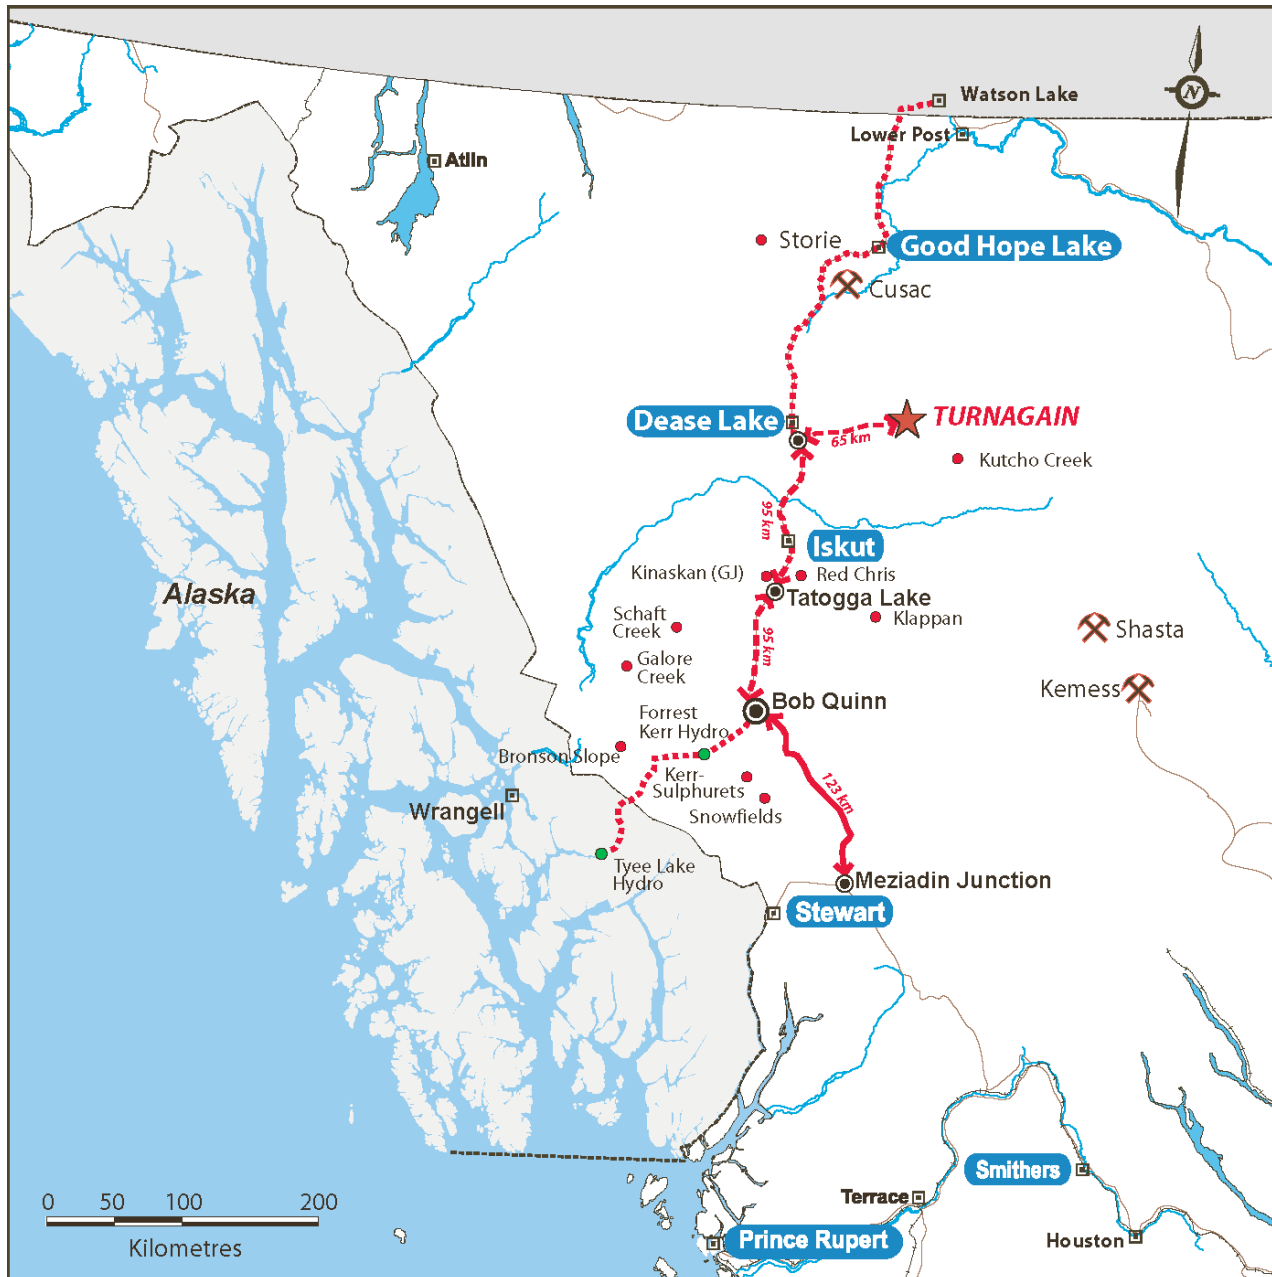 N
Watson Lake
Lower Post
Atlin
Storie
Good Hope Lake
Cusac
Dease Lake
TURNAGAIN
65 km
Kutcho Creek
95 km
Iskut
Kinaskan (GJ)
Red Chris
Alaska
Tatogga Lake
Schaft
Creek
Klappan
Shasta
95 km
Galore
Creek
Kemess
Bob Quinn
Forrest
Kerr Hydro
Bronson Slope
Kerr-
Sulphurets
123 km
Wrangell
Snowfields
Tyee Lake
Hydro
Meziadin Junction
Stewart
Smithers
Terrace
0 50 100 200
Kilometres
Prince Rupert
Houston